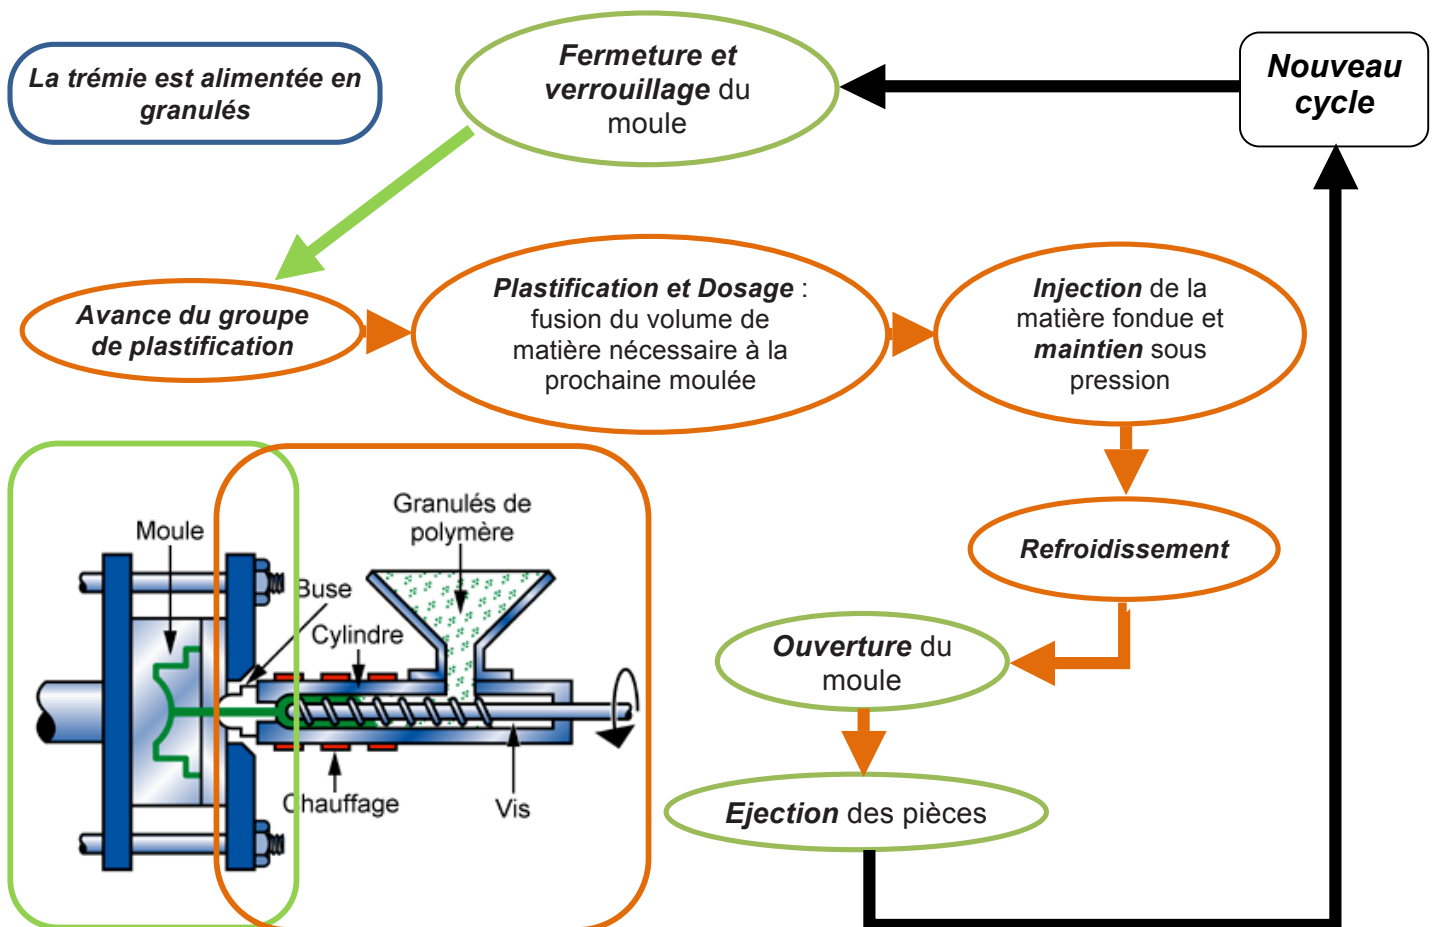 La trémie est alimentée en
granulés
Fermeture et
verrouillage du
moule
Nouveau
cycle
Avance du groupe
de plastification
Plastification et Dosage :
fusion du volume de
matière nécessaire à la
prochaine moulée
Injection de la
matière fondue et
maintien sous
pression
Refroidissement
Ouverture du
moule
Ejection des pièces
Granulés de
polymère
Moule
Buse
Cylindre
Chauffage
Vis